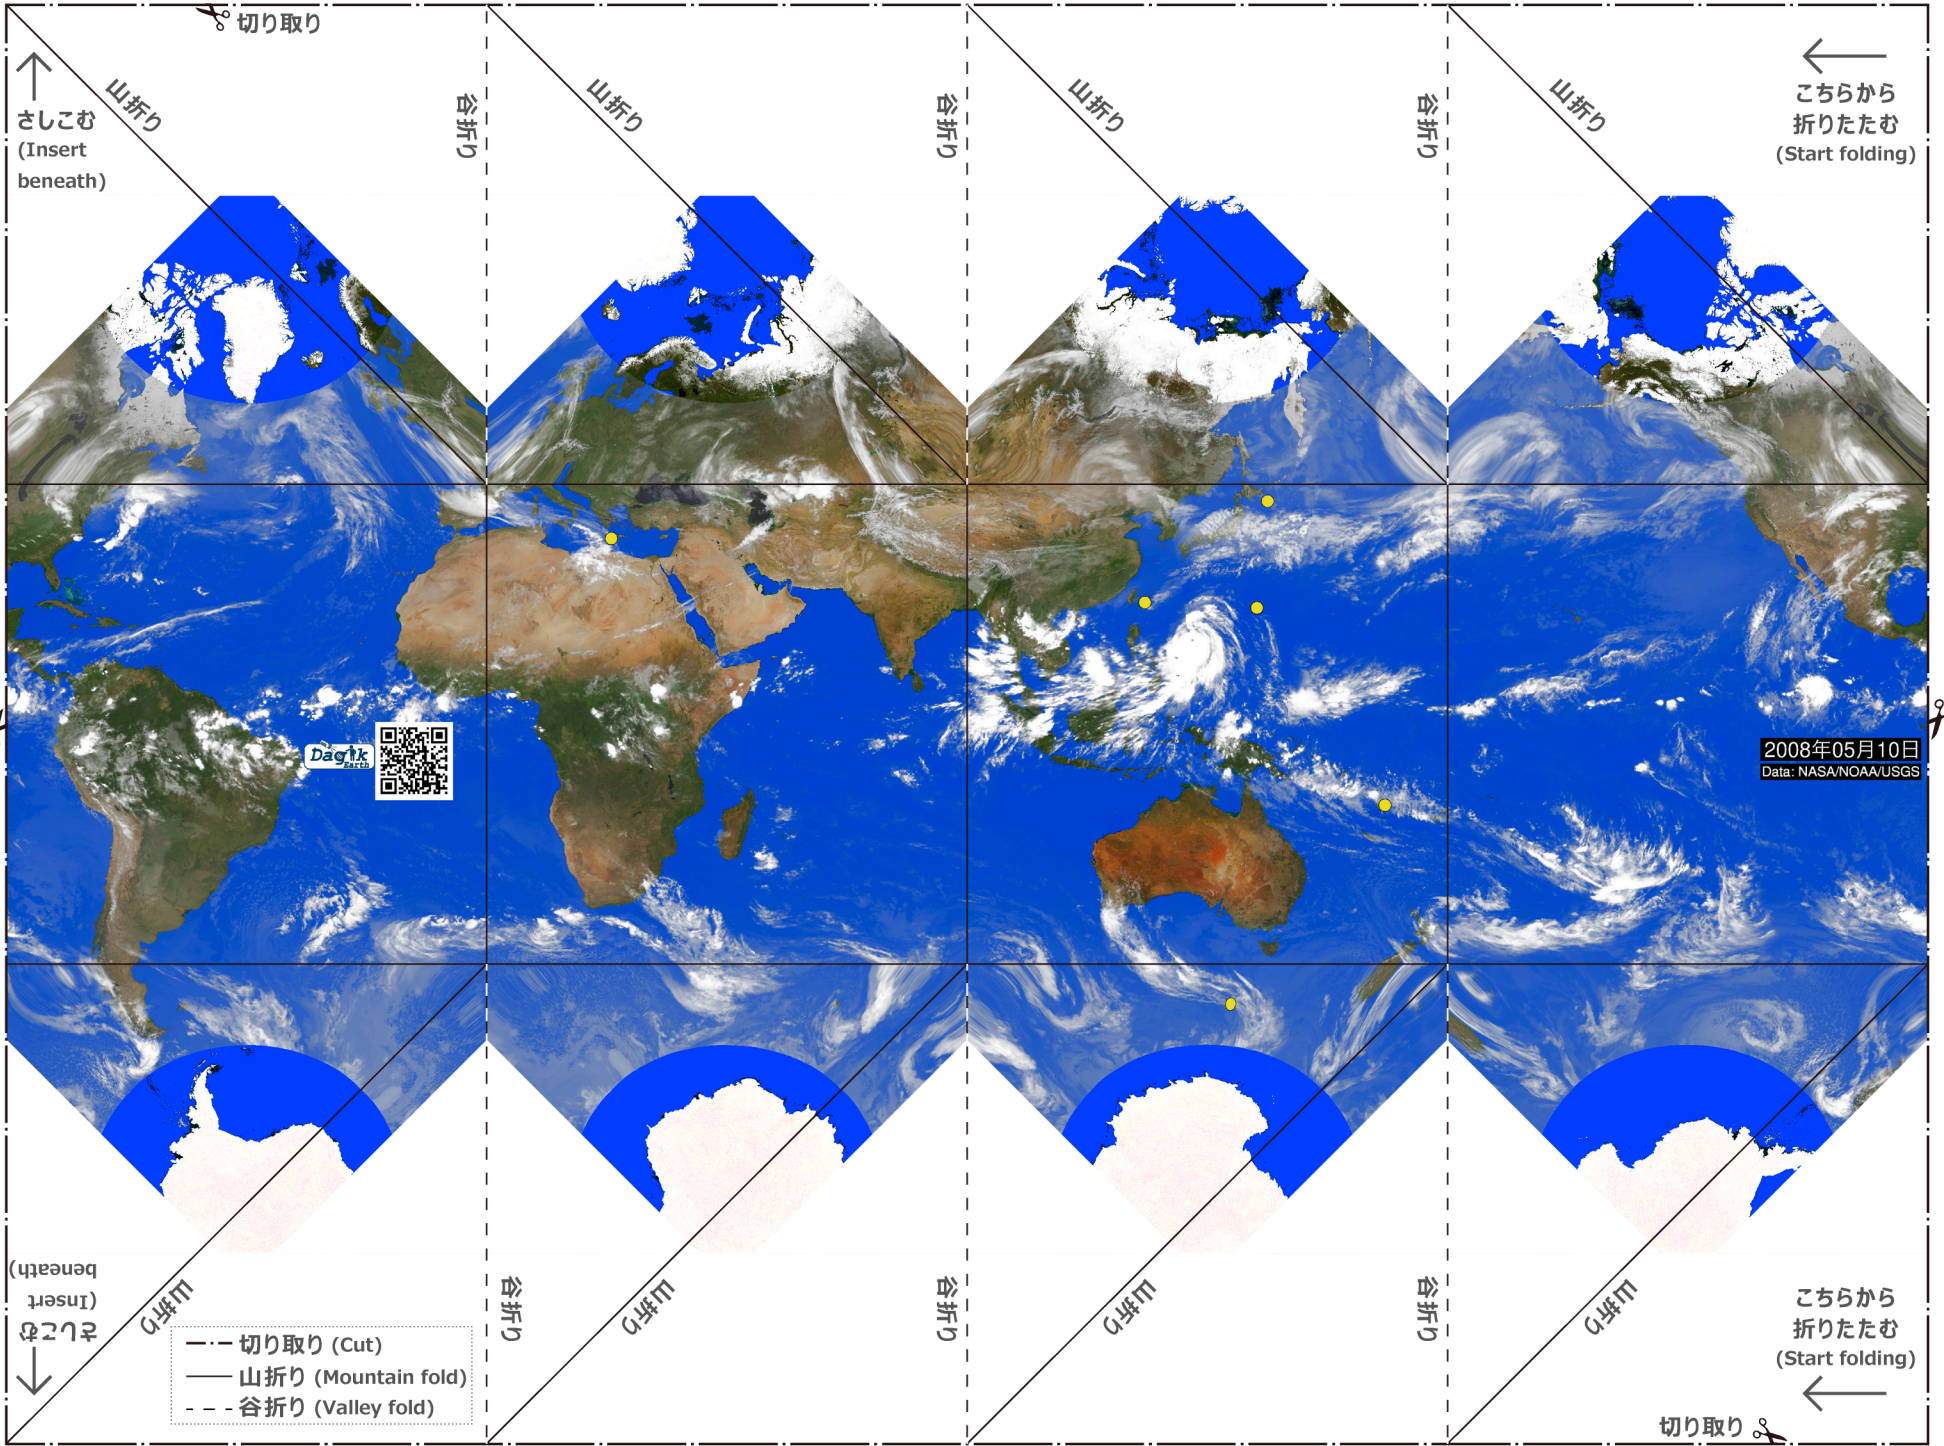 切り取り
山折り
谷折り
山折り
谷折り
山折り
谷折り
山折り
さしこむ
(Insert
beneath)
こちらから
折りたたむ
(Start folding)
Dagik
Earth
2008年05月10日
Data: NASA/NOAA/USGS
さしこむ
(Insert
beneath)
山折り
谷折り
山折り
谷折り
山折り
谷折り
山折り
切り取り (Cut)
山折り (Mountain fold)
谷折り (Valley fold)
こちらから
折りたたむ
(Start folding)
切り取り